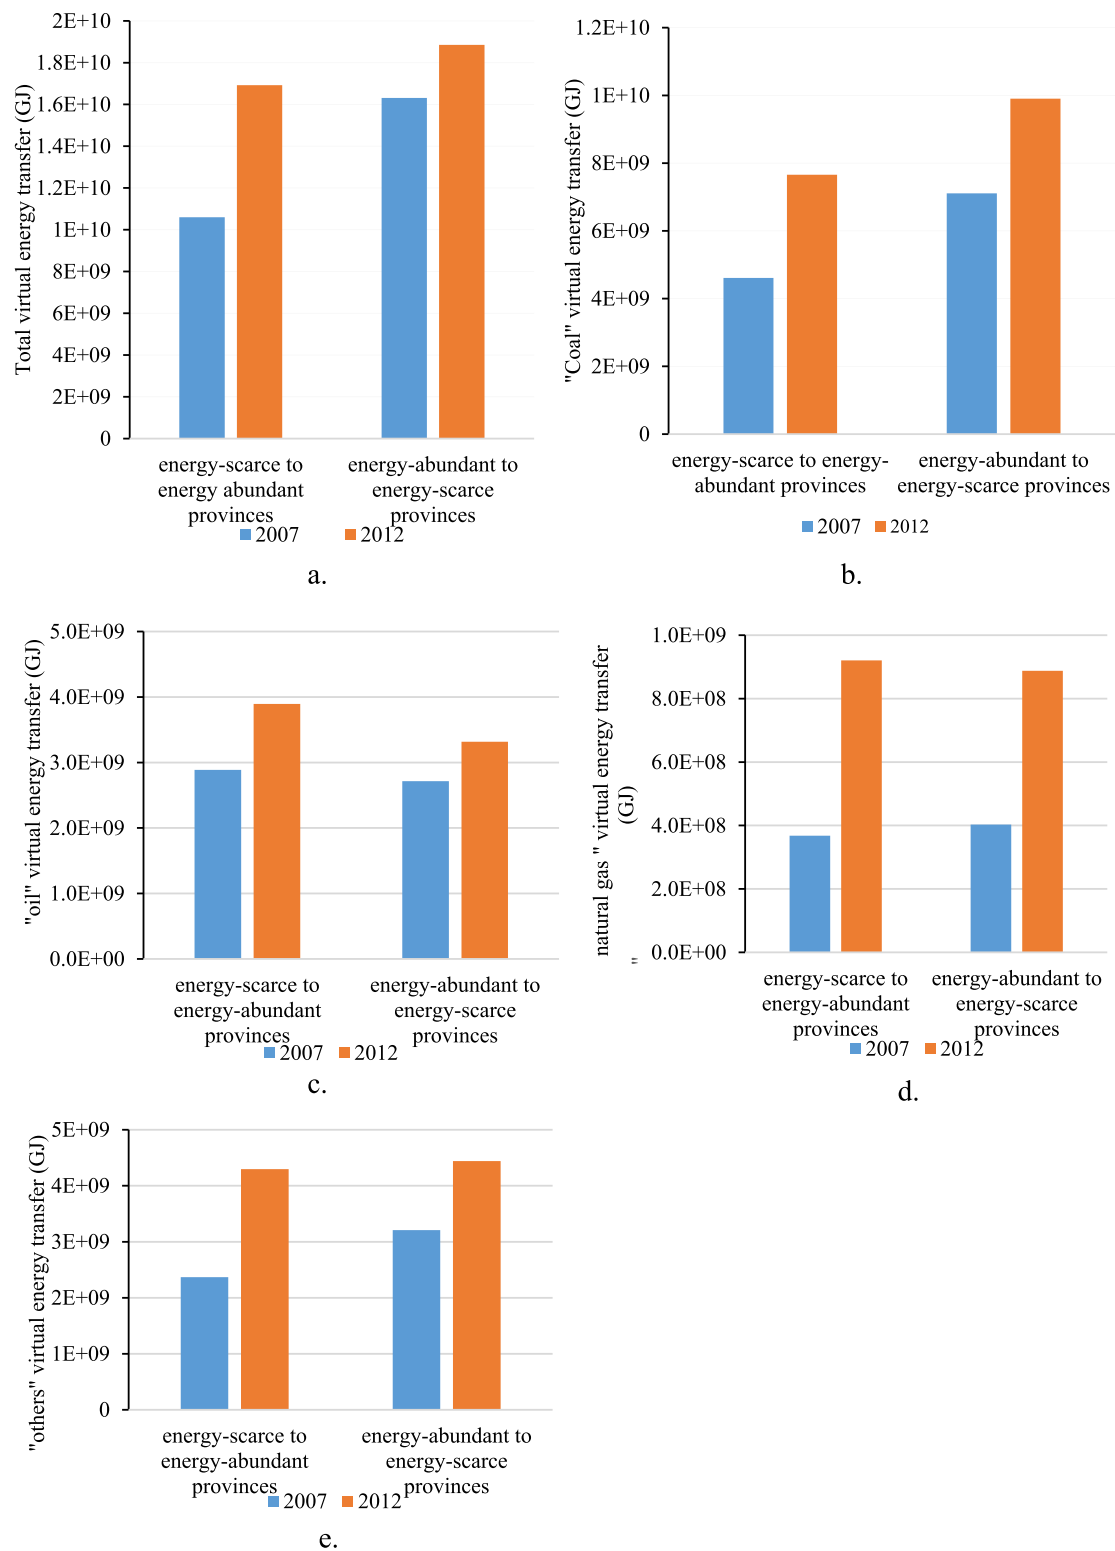 Total virtual energy transfer (GJ)
2E+10
1.8E+10
1.6E+10
1.4E+10
1.2E+10
1E+10
8E+09
6E+09
4E+09
2E+09
0
energy-scarce to
energy abundant
provinces
energy-abundant to
energy-scarce
provinces
2007
2012
a.
"Coal" virtual energy transfer (GJ)
1.2E+10
1E+10
8E+09
6E+09
4E+09
2E+09
0
energy-scarce to energy-
abundant provinces
energy-abundant to
energy-scarce provinces
2007
2012
b.
"oil" virtual energy transfer (GJ)
5.0E+09
4.0E+09
3.0E+09
2.0E+09
1.0E+09
0.0E+00
energy-scarce to
energy-abundant
provinces
energy-abundant to
energy-scarce
provinces
2007
2012
c.
natural gas " virtual energy transfer
(GJ)
"
1.0E+09
8.0E+08
6.0E+08
4.0E+08
2.0E+08
0.0E+00
energy-scarce to
energy-abundant
provinces
energy-abundant to
energy-scarce
provinces
2007
2012
d.
"others" virtual energy transfer (GJ)
5E+09
4E+09
3E+09
2E+09
1E+09
0
energy-scarce to
energy-abundant
provinces
energy-abundant to
energy-scarce
provinces
2007
2012
e.